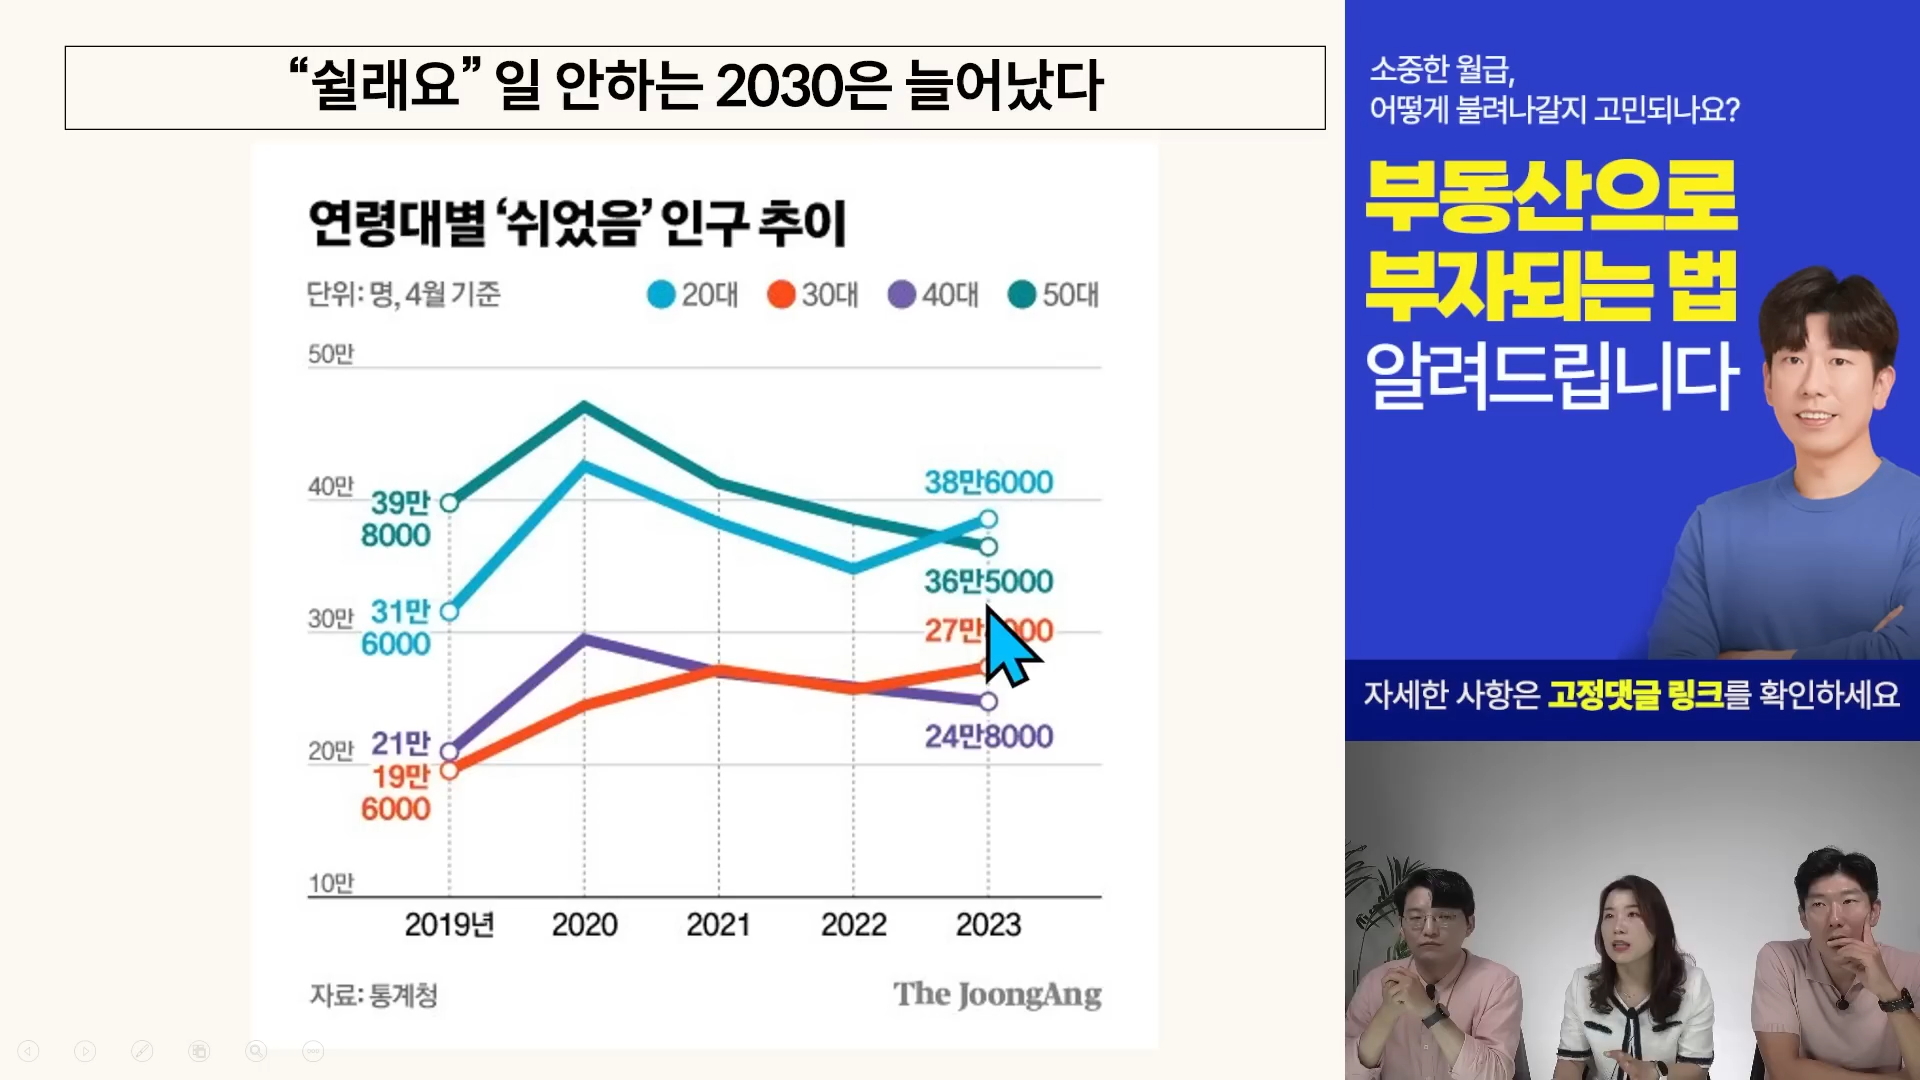 “쉴래요” 일 안하는 2030은 늘어났다
연령대별 ‘쉬었음’ 인구 추이
단위: 명, 4월 기준
20대 30대 40대 50대
50만
40만
30만
20만
10만
39만
8000
31만
6000
21만
19만
6000
38만6000
36만5000
24만8000
2019년 2020 2021 2022 2023
자료: 통계청
The JoongAng
소중한 월급,
어떻게 불려나갈지 고민되나요?
부동산으로
부자되는 법
알려드립니다
자세한 사항은 고정댓글 링크를 확인하세요